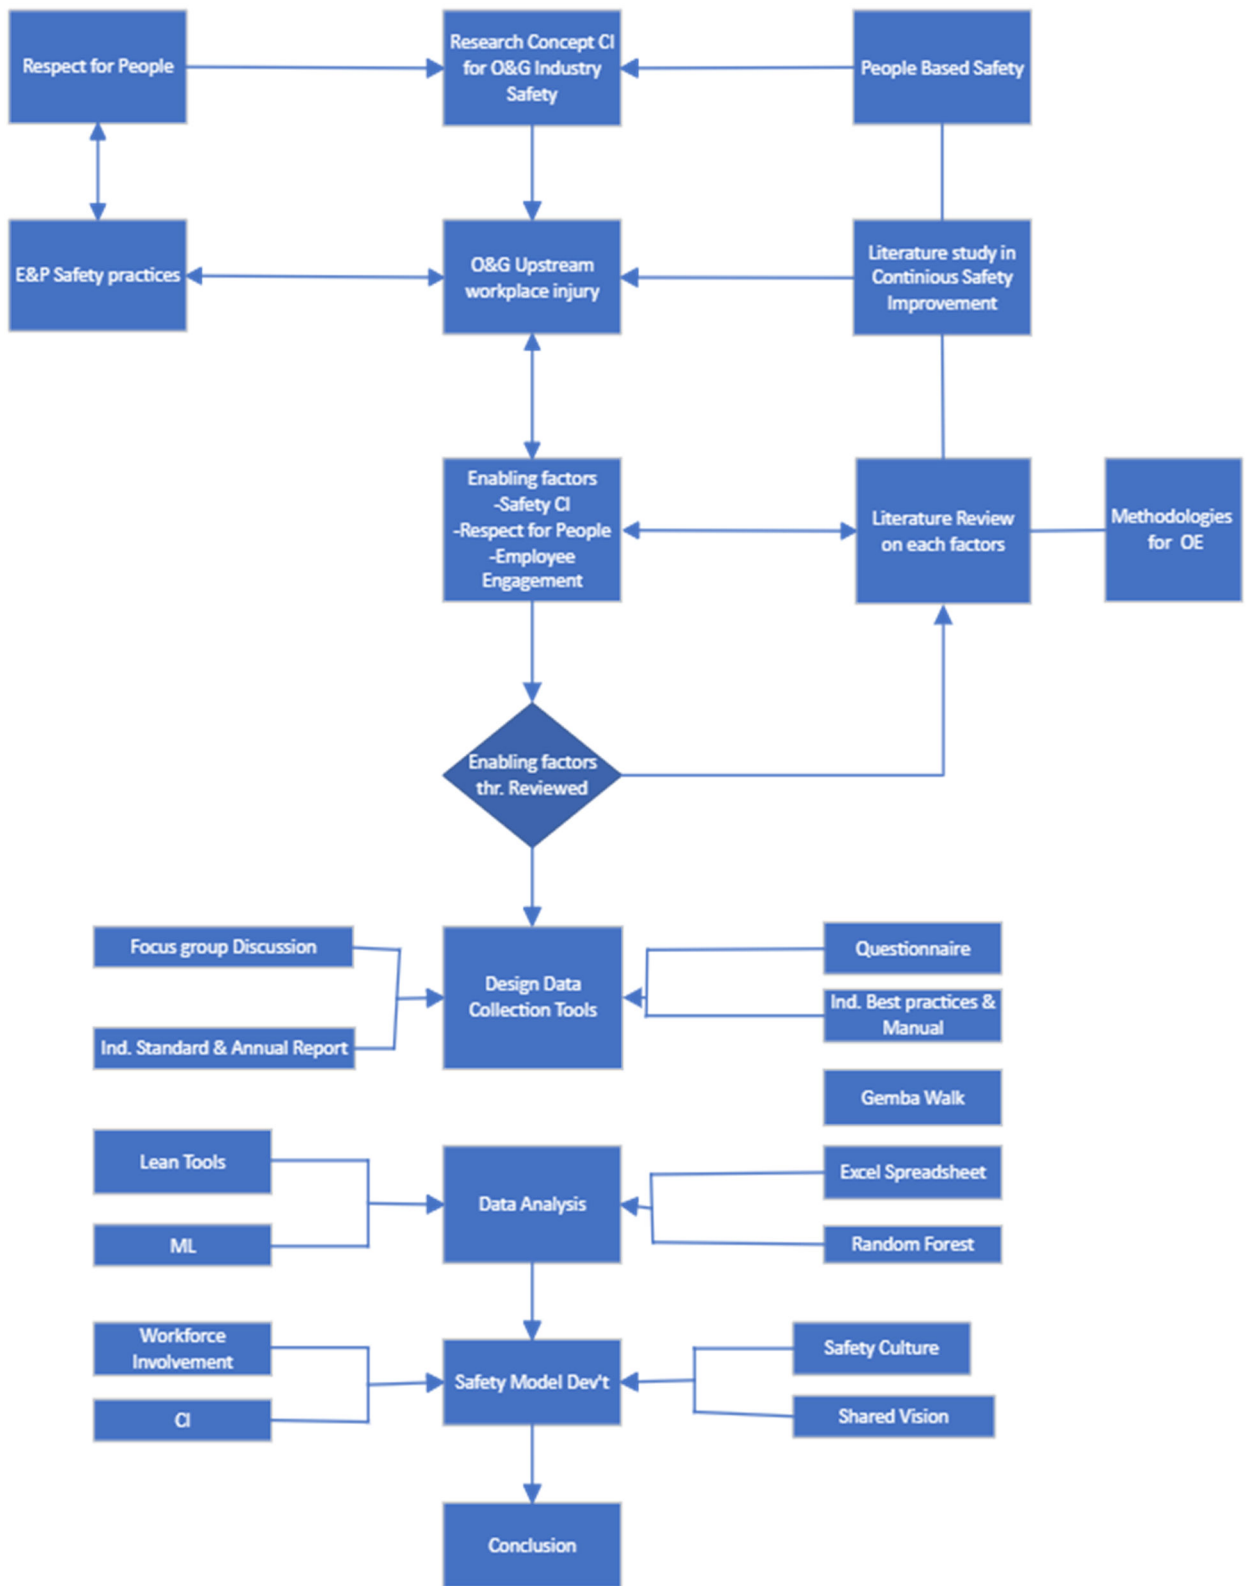 Respect for People
Research Concept CI
for O&G Industry
Safety
People Based Safety
E&P Safety practices
O&G Upstream
workplace injury
Literature study in
Continious Safety
Improvement
Enabling factors
-Safety CI
-Respect for People
-Employee
Engagement
Literature Review
on each factors
Methodologies
for OE
Enabling factors
thr. Reviewed
Focus group Discussion
Ind. Standard & Annual Report
Design Data
Collection Tools
Questionnaire
Ind. Best practices &
Manual
Gemba Walk
Lean Tools
ML
Data Analysis
Excel Spreadsheet
Random Forest
Workforce
Involvement
CI
Safety Model Dev't
Safety Culture
Shared Vision
Conclusion